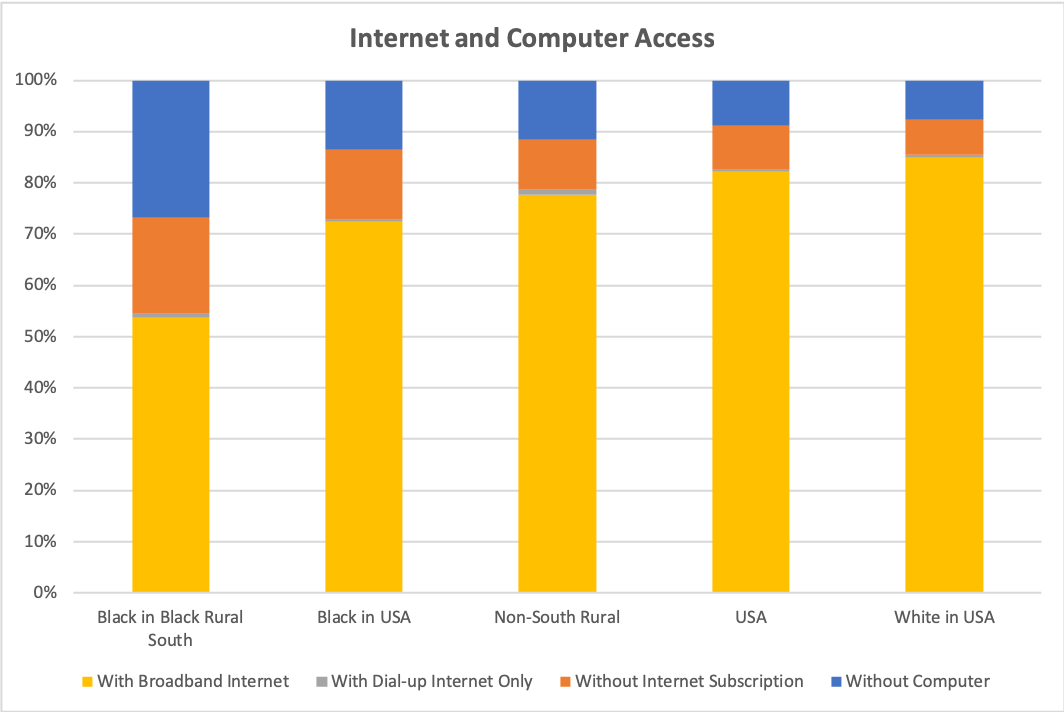 Internet and Computer Access
100%
90%
80%
70%
60%
50%
40%
30%
20%
10%
0%
Black in Black Rural
South
Black in USA
Non-South Rural
USA
White in USA
With Broadband Internet
With Dial-up Internet Only
Without Internet Subscription
Without Computer